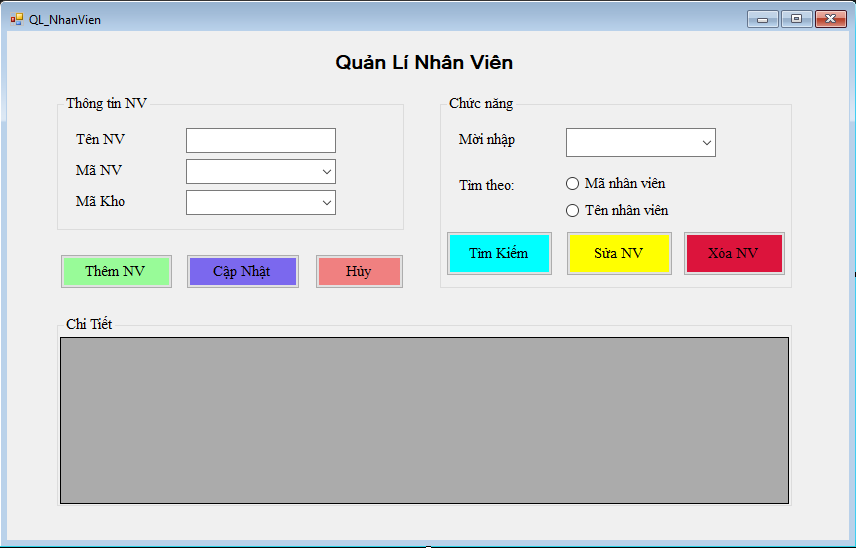 QL_NhanVien
Quản Lí Nhân Viên
Thông tin NV
Tên NV
Mã NV
Mã Kho
Thêm NV
Cập Nhật
Hủy
Chức năng
Mời nhập
Tìm theo:
Mã nhân viên
Tên nhân viên
Tìm Kiếm
Sửa NV
Xóa NV
Chi Tiết